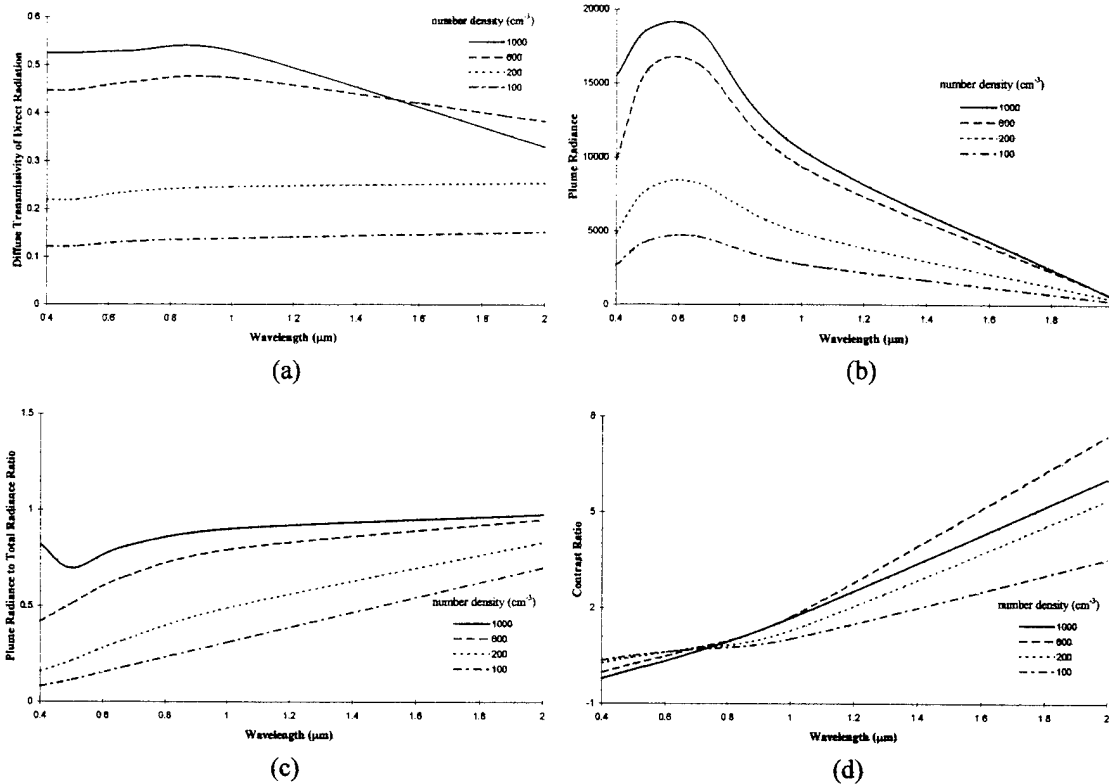 number density (cm⁻³)
1000
600
200
100
0.6
0.5
0.4
0.3
0.2
0.1
0
Diffuse Transmissivity of Direct Radiation
0.4 0.6 0.8 1 1.2 1.4 1.6 1.8 2
Wavelength (μm)
(a)
20000
15000
10000
5000
0
Plume Radiance
number density (cm⁻³)
1000
600
200
100
0.4 0.6 0.8 1 1.2 1.4 1.6 1.8
Wavelength (μm)
(b)
1.5
1
0.5
0
Plume Radiance to Total Radiance Ratio
number density (cm⁻³)
1000
600
200
100
0.4 0.6 0.8 1 1.2 1.4 1.6 1.8 2
Wavelength (μm)
(c)
8
5
2
-1
Contrast Ratio
number density (cm⁻³)
1000
600
200
100
0.4 0.6 0.8 1 1.2 1.4 1.6 1.8 2
Wavelength (μm)
(d)